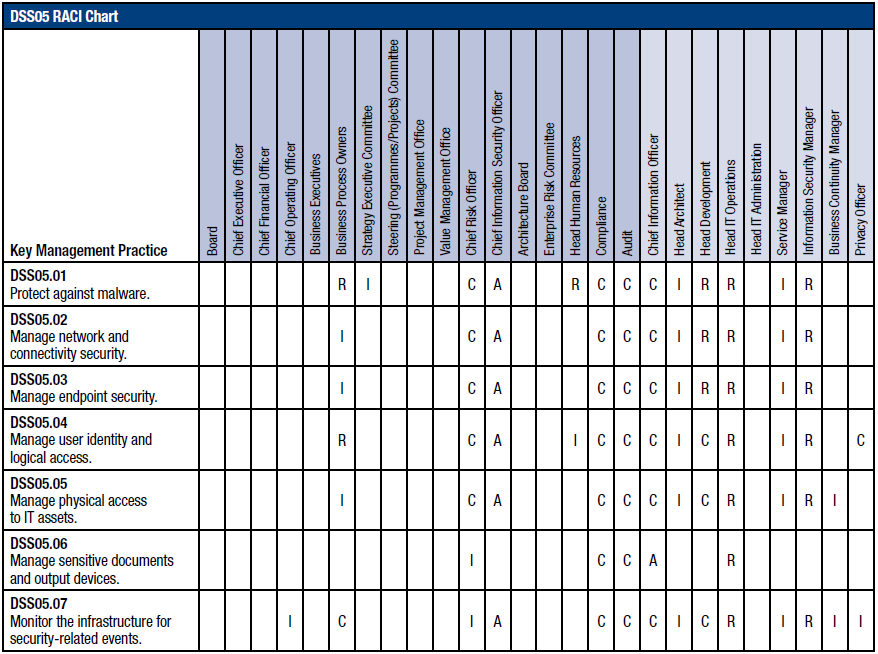 DSS05 RACI Chart
Key Management Practice
Board
Chief Executive Officer
Chief Financial Officer
Chief Operating Officer
Business Executives
Business Process Owners
Strategy Executive Committee
Steering (Programmes/Projects) Committee
Project Management Office
Value Management Office
Chief Risk Officer
Chief Information Security Officer
Architecture Board
Enterprise Risk Committee
Head Human Resources
Compliance
Audit
Chief Information Officer
Head Architect
Head Development
Head IT Operations
Head IT Administration
Service Manager
Information Security Manager
Business Continuity Manager
Privacy Officer
DSS05.01
Protect against malware.
R I C A R C C C I R R I R
DSS05.02
Manage network and
connectivity security.
I C A C C C I R R I R
DSS05.03
Manage endpoint security.
I C A C C C I R R I R
DSS05.04
Manage user identity and
logical access.
R C A I C C C I C R I R C
DSS05.05
Manage physical access
to IT assets.
I C A C C C I C R I R I
DSS05.06
Manage sensitive documents
and output devices.
I C C A R
DSS05.07
Monitor the infrastructure for
security-related events.
I C I A C C C I C R I R I I